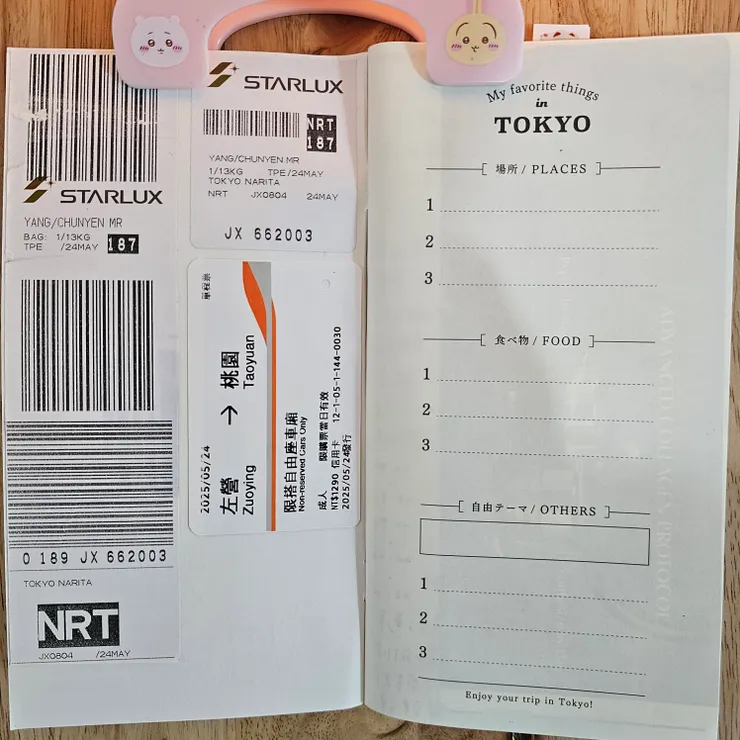 STARLUX
YANG/CHUNYEN MR
BAG: 1/13KG
TPE /24MAY 187
0 189 JX 662003
TOKYO NARITA
NRT
JX0804 /24MAY
STARLUX
NRT
187
YANG/CHUNYEN MR
1/13KG TPE/24MAY
TOKYO NARITA
NRT JX0804 24MAY
JX 662003
單程票
2025/05/24
左營 → 桃園
Zuoying Taoyuan
限搭自由座車廂
Non-reserved Cars Only
成人 限購票當日有效
NT$1290 信用卡 12-1-05-1-144-0030
2025/05/24發行
My favorite things
in
TOKYO
場所 / PLACES
1
2
3
食べ物 / FOOD
1
2
3
自由テーマ / OTHERS
1
2
3
Enjoy your trip in Tokyo!